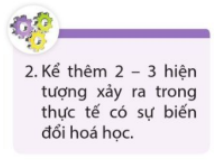 2. Kể thêm 2 – 3 hiện
tượng xảy ra trong
thực tế có sự biến
đổi hoá học.